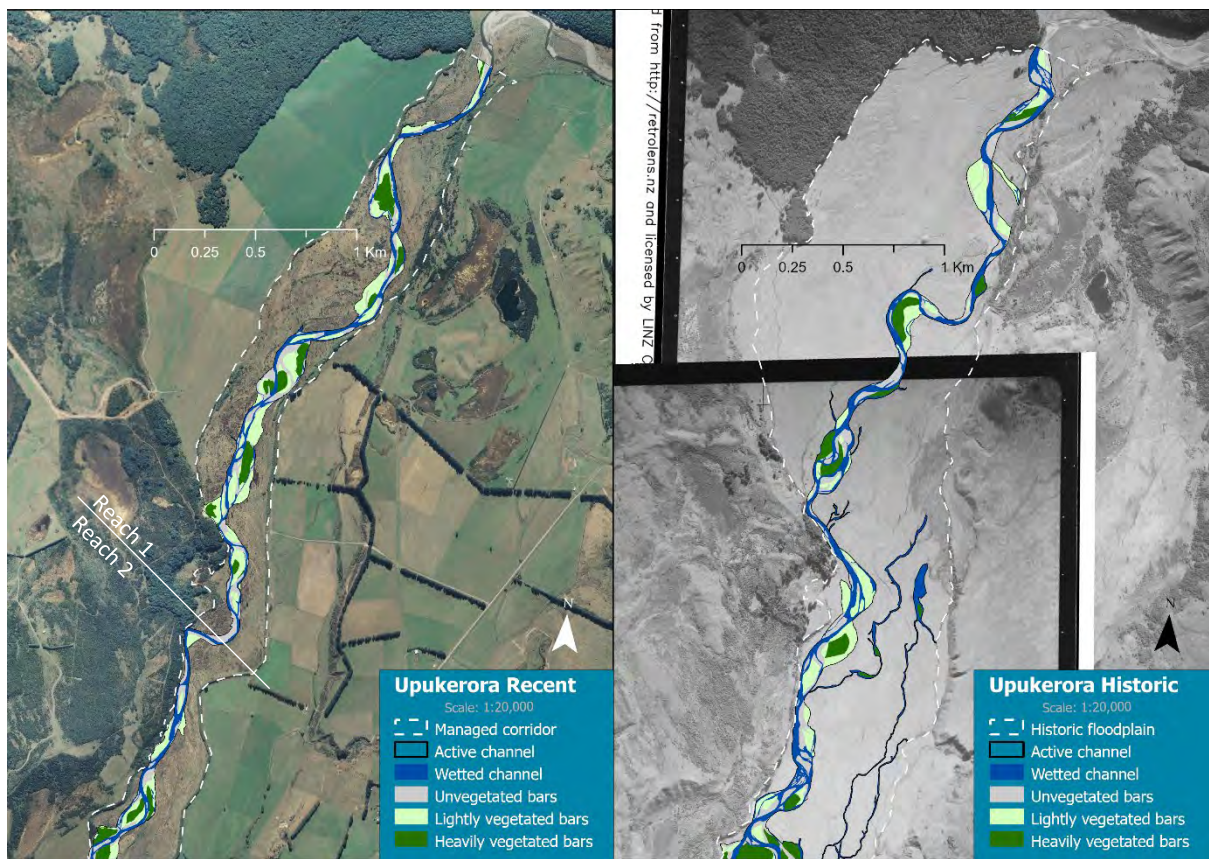 0 0.25 0.5 1 Km
Reach 1
Reach 2
N
Upukerora Recent
Scale: 1:20,000
Managed corridor
Active channel
Wetted channel
Unvegetated bars
Lightly vegetated bars
Heavily vegetated bars
d from http://retrolens.nz and licensed by LINZ C
0 0.25 0.5 1 Km
N
Upukerora Historic
Scale: 1:20,000
Historic floodplain
Active channel
Wetted channel
Unvegetated bars
Lightly vegetated bars
Heavily vegetated bars